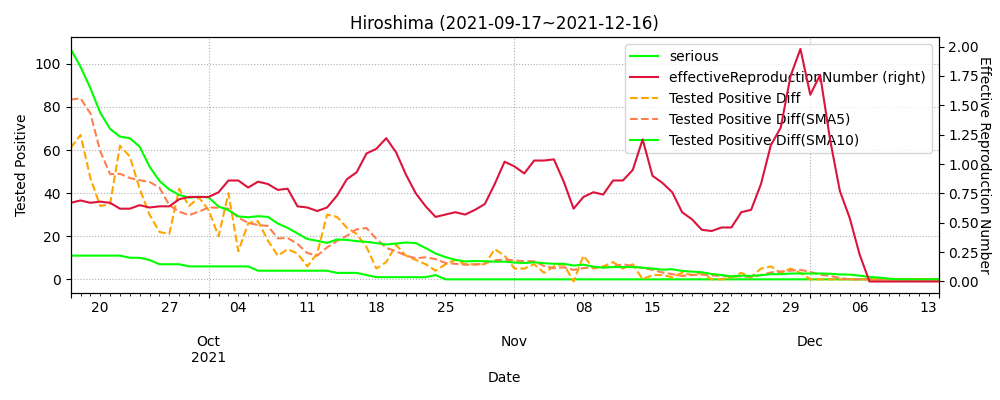 Hiroshima (2021-09-17~2021-12-16)
serious
effectiveReproductionNumber (right)
Tested Positive Diff
Tested Positive Diff(SMA5)
Tested Positive Diff(SMA10)
Tested Positive
100
80
60
40
20
0
Effective Reproduction Number
2.00
1.75
1.50
1.25
1.00
0.75
0.50
0.25
0.00
20 27 04 11 18 25 08 15 22 29 06 13
Oct Nov Dec
2021
Date